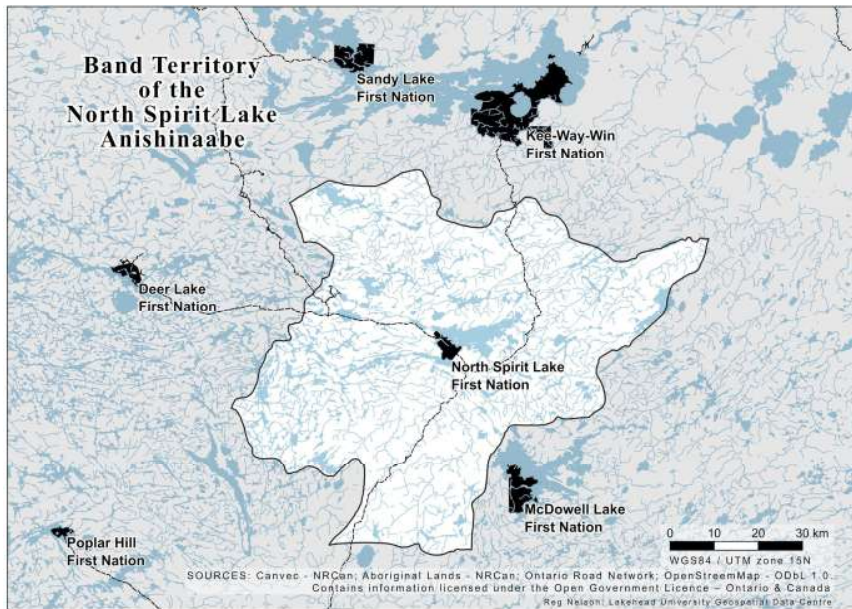 Band Territory
of the
North Spirit Lake
Anishinaabe
Sandy Lake
First Nation
Kee-Way-Win
First Nation
Deer Lake
First Nation
North Spirit Lake
First Nation
McDowell Lake
First Nation
Poplar Hill
First Nation
0 10 20 30 km
WGS84 / UTM zone 15N
SOURCES: Canvec - NRCan; Aboriginal Lands - NRCan; Ontario Road Network; OpenStreemMap - ODbL 1.0.
Contains information licensed under the Open Government Licence – Ontario & Canada
Reg Nelson; Lakehead University Geospatial Data Centre